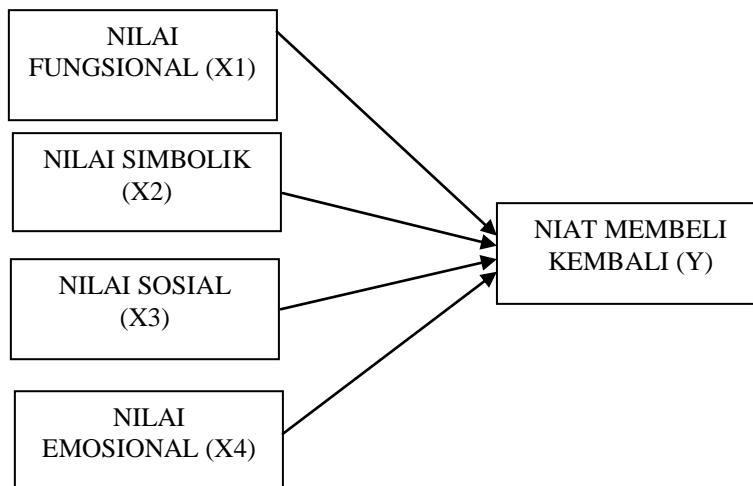 NILAI
FUNGSIONAL (X1)
NILAI SIMBOLIK
(X2)
NILAI SOSIAL
(X3)
NILAI
EMOSIONAL (X4)
NIAT MEMBELI
KEMBALI (Y)